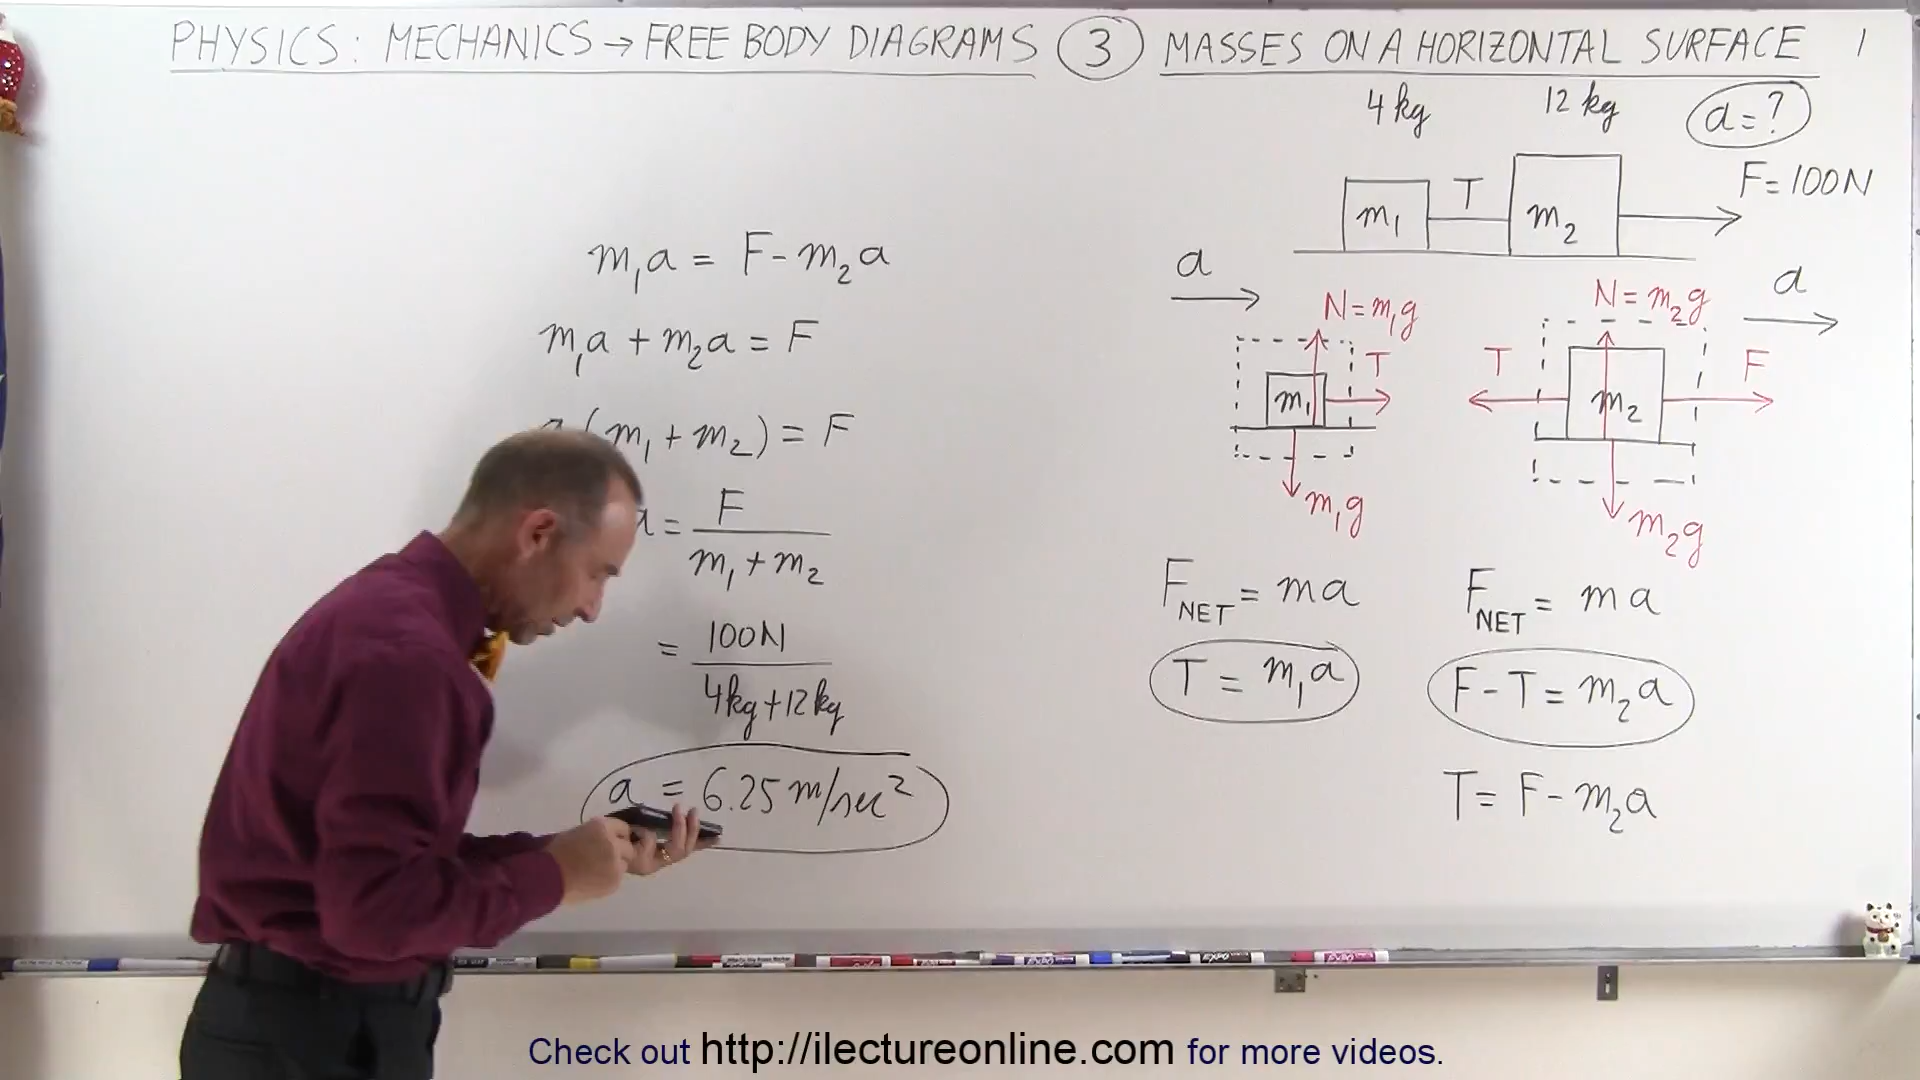 PHYSICS: MECHANICS → FREE BODY DIAGRAMS ③ MASSES ON A HORIZONTAL SURFACE 1
4 kg 12 kg a = ?
m₁ T m₂ F = 100N
a a
N = m₁g N = m₂g
m₁ T T m₂ F
m₁g m₂g
F_NET = ma F_NET = ma
T = m₁a F - T = m₂a
T = F - m₂a
m₁a = F - m₂a
m₁a + m₂a = F
(m₁ + m₂) = F
a = F / (m₁ + m₂)
= 100N / (4kg + 12kg)
a = 6.25 m/sec²
Check out http://ilectureonline.com for more videos.